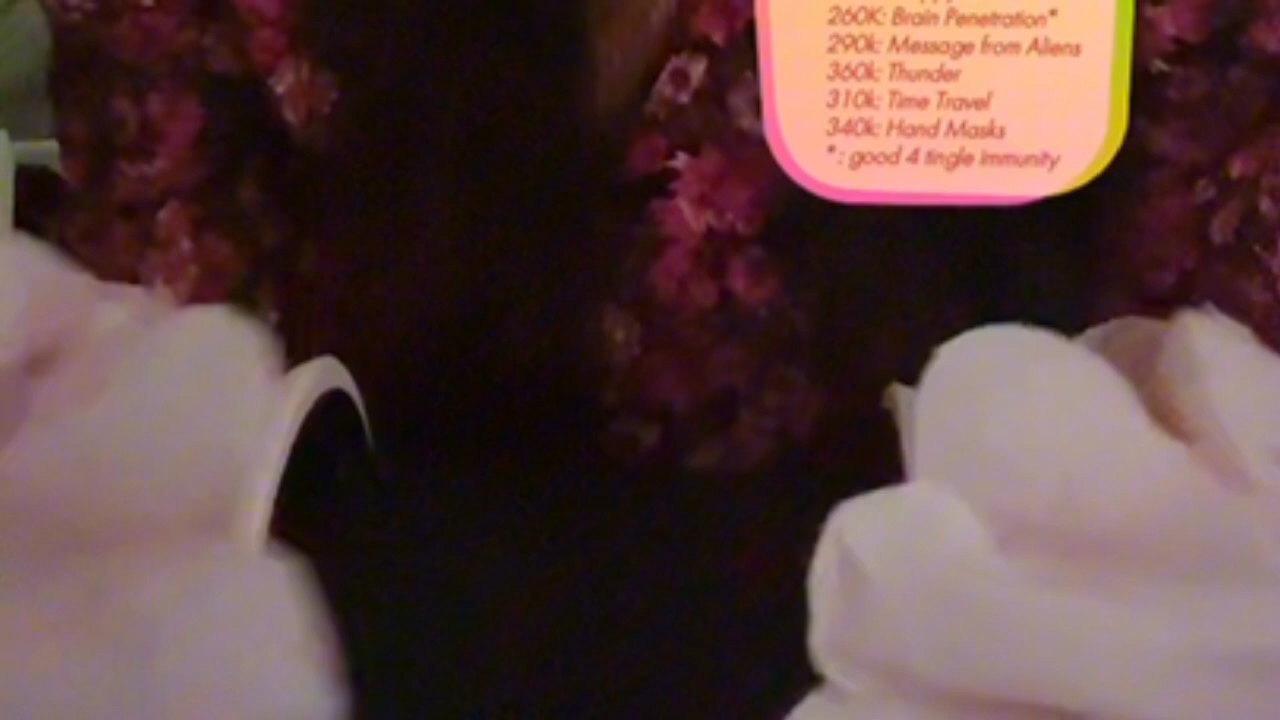 260K: Brain Penetration*
290k: Message from Aliens
360k: Thunder
310k: Time Travel
340k: Hand Masks
*: good 4 tingle immunity